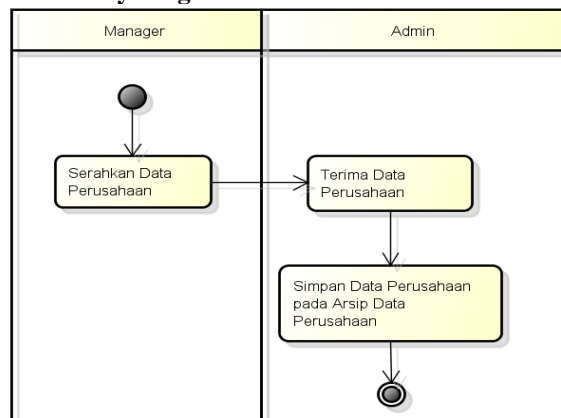 Manager
Admin
Serahkan Data
Perusahaan
Terima Data
Perusahaan
Simpan Data Perusahaan
pada Arsip Data
Perusahaan